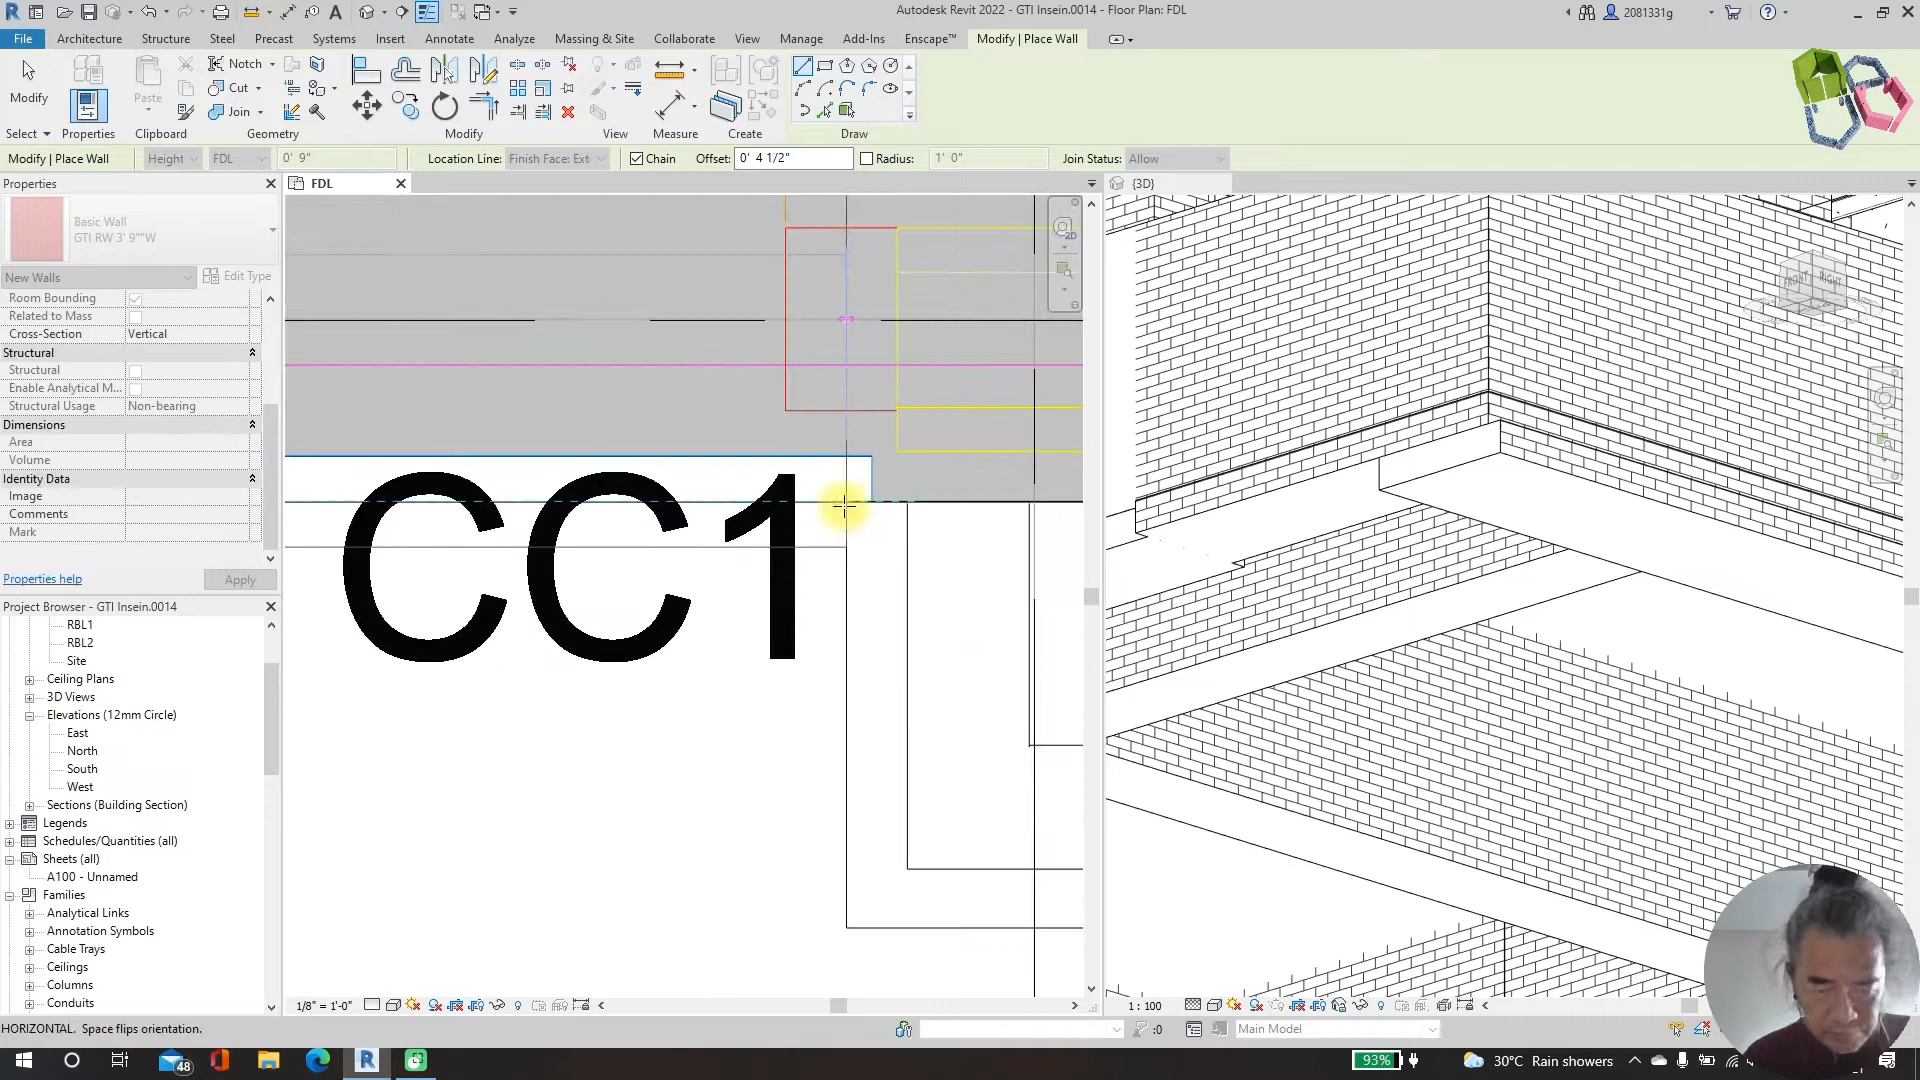 Autodesk Revit 2022 - GTI Insein.0014 - Floor Plan: FDL
2081331g
File Architecture Structure Steel Precast Systems Insert Annotate Analyze Massing & Site Collaborate View Manage Add-Ins Enscape™ Modify | Place Wall
Modify
Paste
Notch
Cut
Join
Select Properties Clipboard Geometry Modify View Measure Create Draw
Modify | Place Wall Height FDL 0' 9" Location Line: Finish Face: Ext Chain Offset: 0' 4 1/2" Radius: 1' 0" Join Status: Allow
Properties
FDL
{3D}
Basic Wall
GTI RW 3' 9""W
New Walls
Edit Type
Room Bounding
Related to Mass
Cross-Section Vertical
Structural
Structural
Enable Analytical M...
Structural Usage Non-bearing
Dimensions
Area
Volume
Identity Data
Image
Comments
Mark
Properties help
Apply
Project Browser - GTI Insein.0014
RBL1
RBL2
Site
Ceiling Plans
3D Views
Elevations (12mm Circle)
East
North
South
West
Sections (Building Section)
Legends
Schedules/Quantities (all)
Sheets (all)
A100 - Unnamed
Families
Analytical Links
Annotation Symbols
Cable Trays
Ceilings
Columns
Conduits
2D
CC1
FRONT
RIGHT
1/8" = 1'-0"
1 : 100
HORIZONTAL. Space flips orientation.
:0
Main Model
48
93%
30°C Rain showers